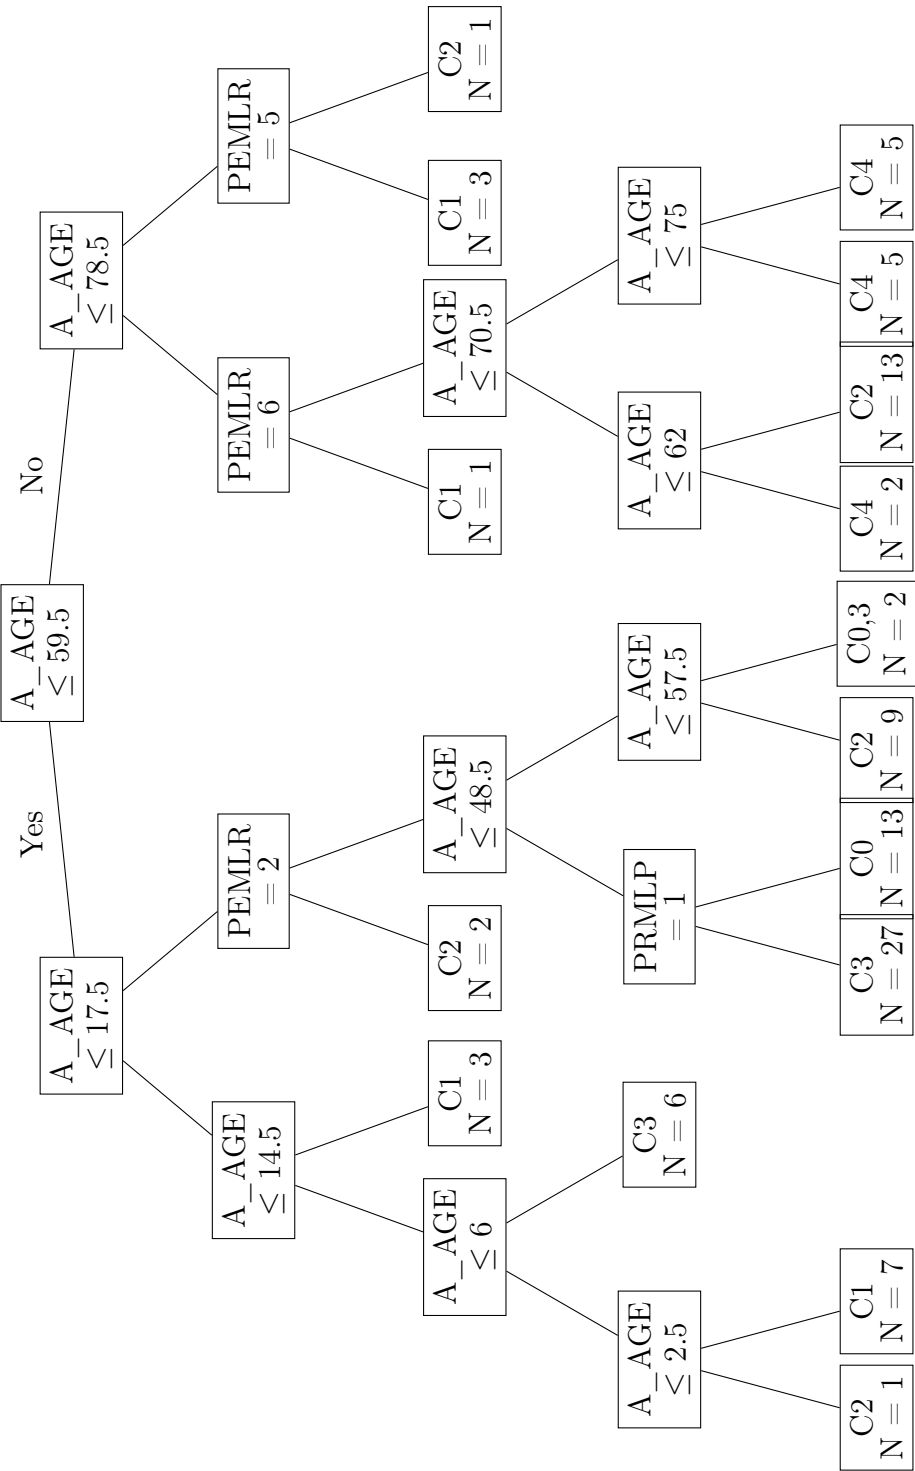 A_AGE
≤ 59.5
Yes
No
A_AGE
≤ 17.5
A_AGE
≤ 78.5
A_AGE
≤ 14.5
PEMLR
= 2
PEMLR
= 6
PEMLR
= 5
A_AGE
≤ 6
C1
N = 3
C2
N = 2
A_AGE
≤ 48.5
C1
N = 1
A_AGE
≤ 70.5
C1
N = 3
C2
N = 1
A_AGE
≤ 2.5
C3
N = 6
PRMLP
= 1
A_AGE
≤ 57.5
A_AGE
≤ 62
A_AGE
≤ 75
C2
N = 1
C1
N = 7
C3
N = 27
C0
N = 13
C2
N = 9
C0,3
N = 2
C4
N = 2
C2
N = 13
C4
N = 5
C4
N = 5